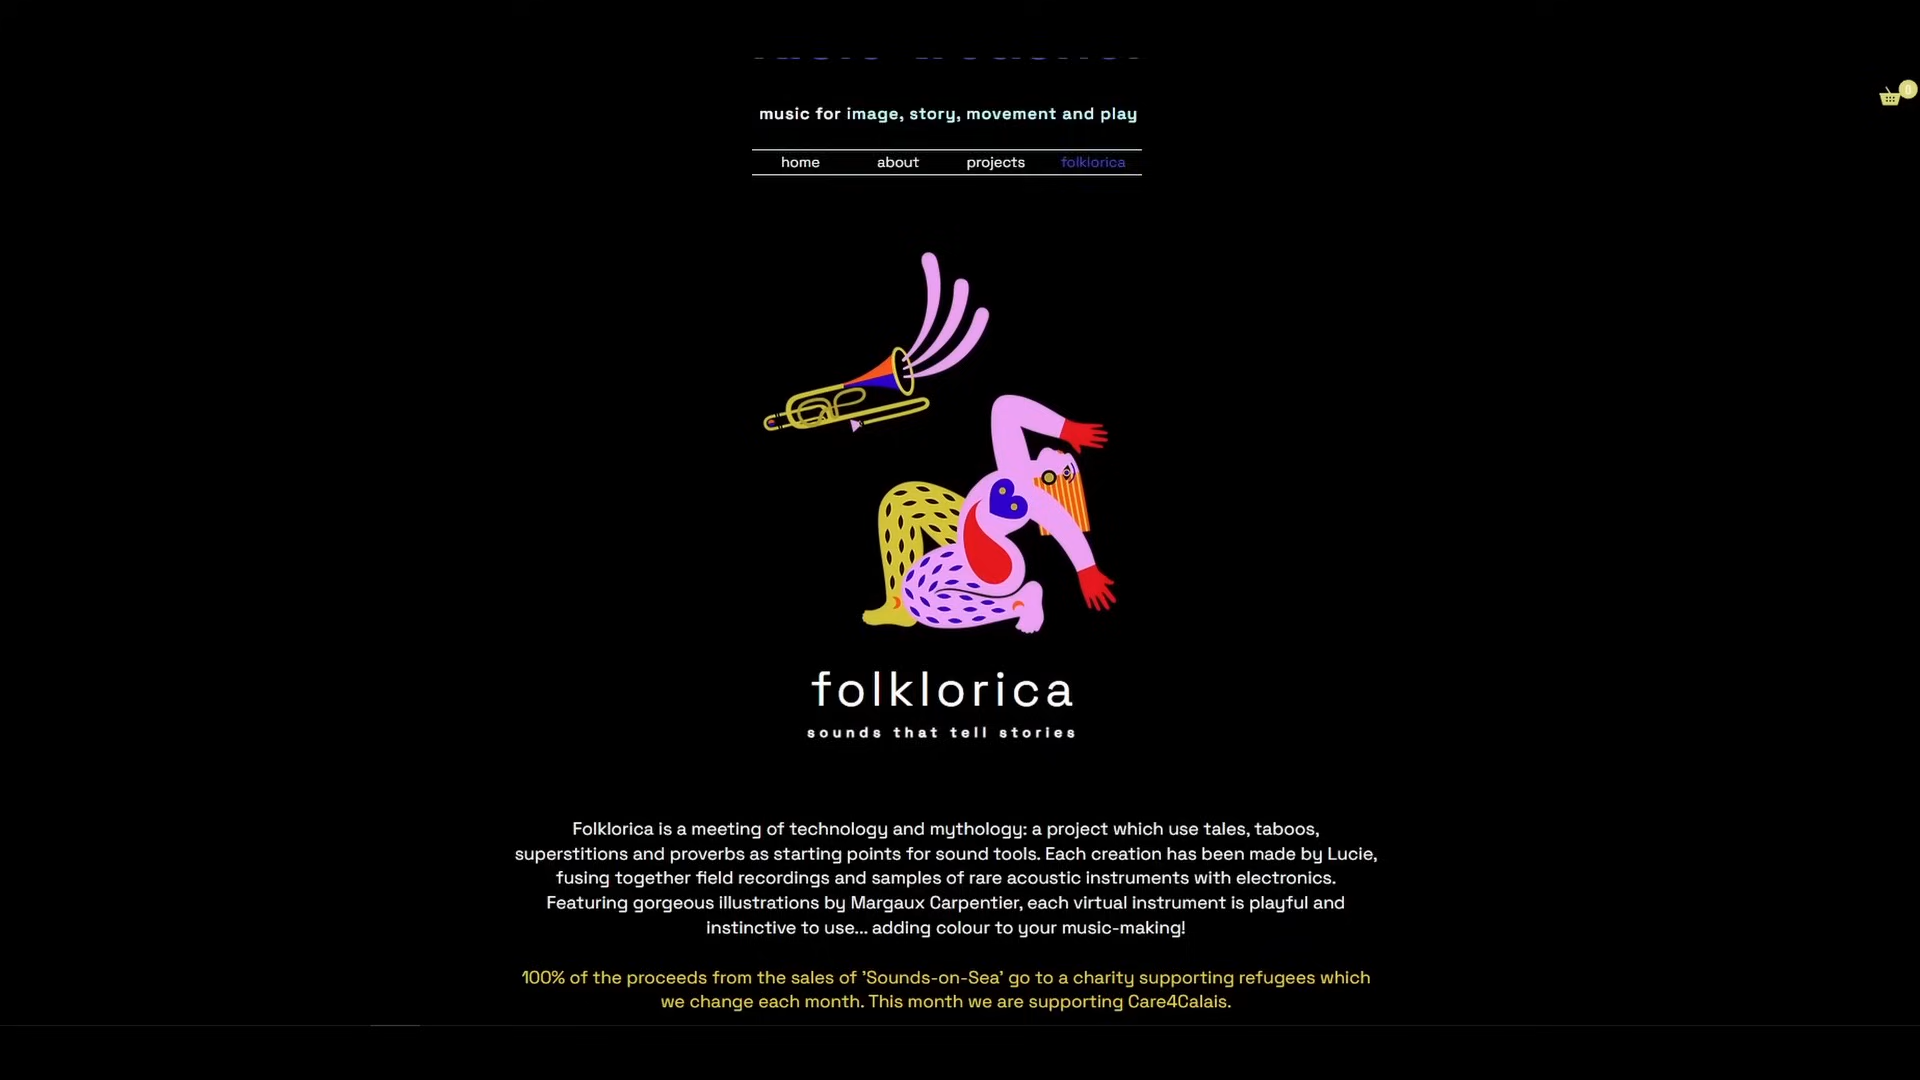 music for image, story, movement and play
home about projects folklorica
folklorica
sounds that tell stories
Folklorica is a meeting of technology and mythology: a project which use tales, taboos,
superstitions and proverbs as starting points for sound tools. Each creation has been made by Lucie,
fusing together field recordings and samples of rare acoustic instruments with electronics.
Featuring gorgeous illustrations by Margaux Carpentier, each virtual instrument is playful and
instinctive to use... adding colour to your music-making!
100% of the proceeds from the sales of 'Sounds-on-Sea' go to a charity supporting refugees which
we change each month. This month we are supporting Care4Calais.